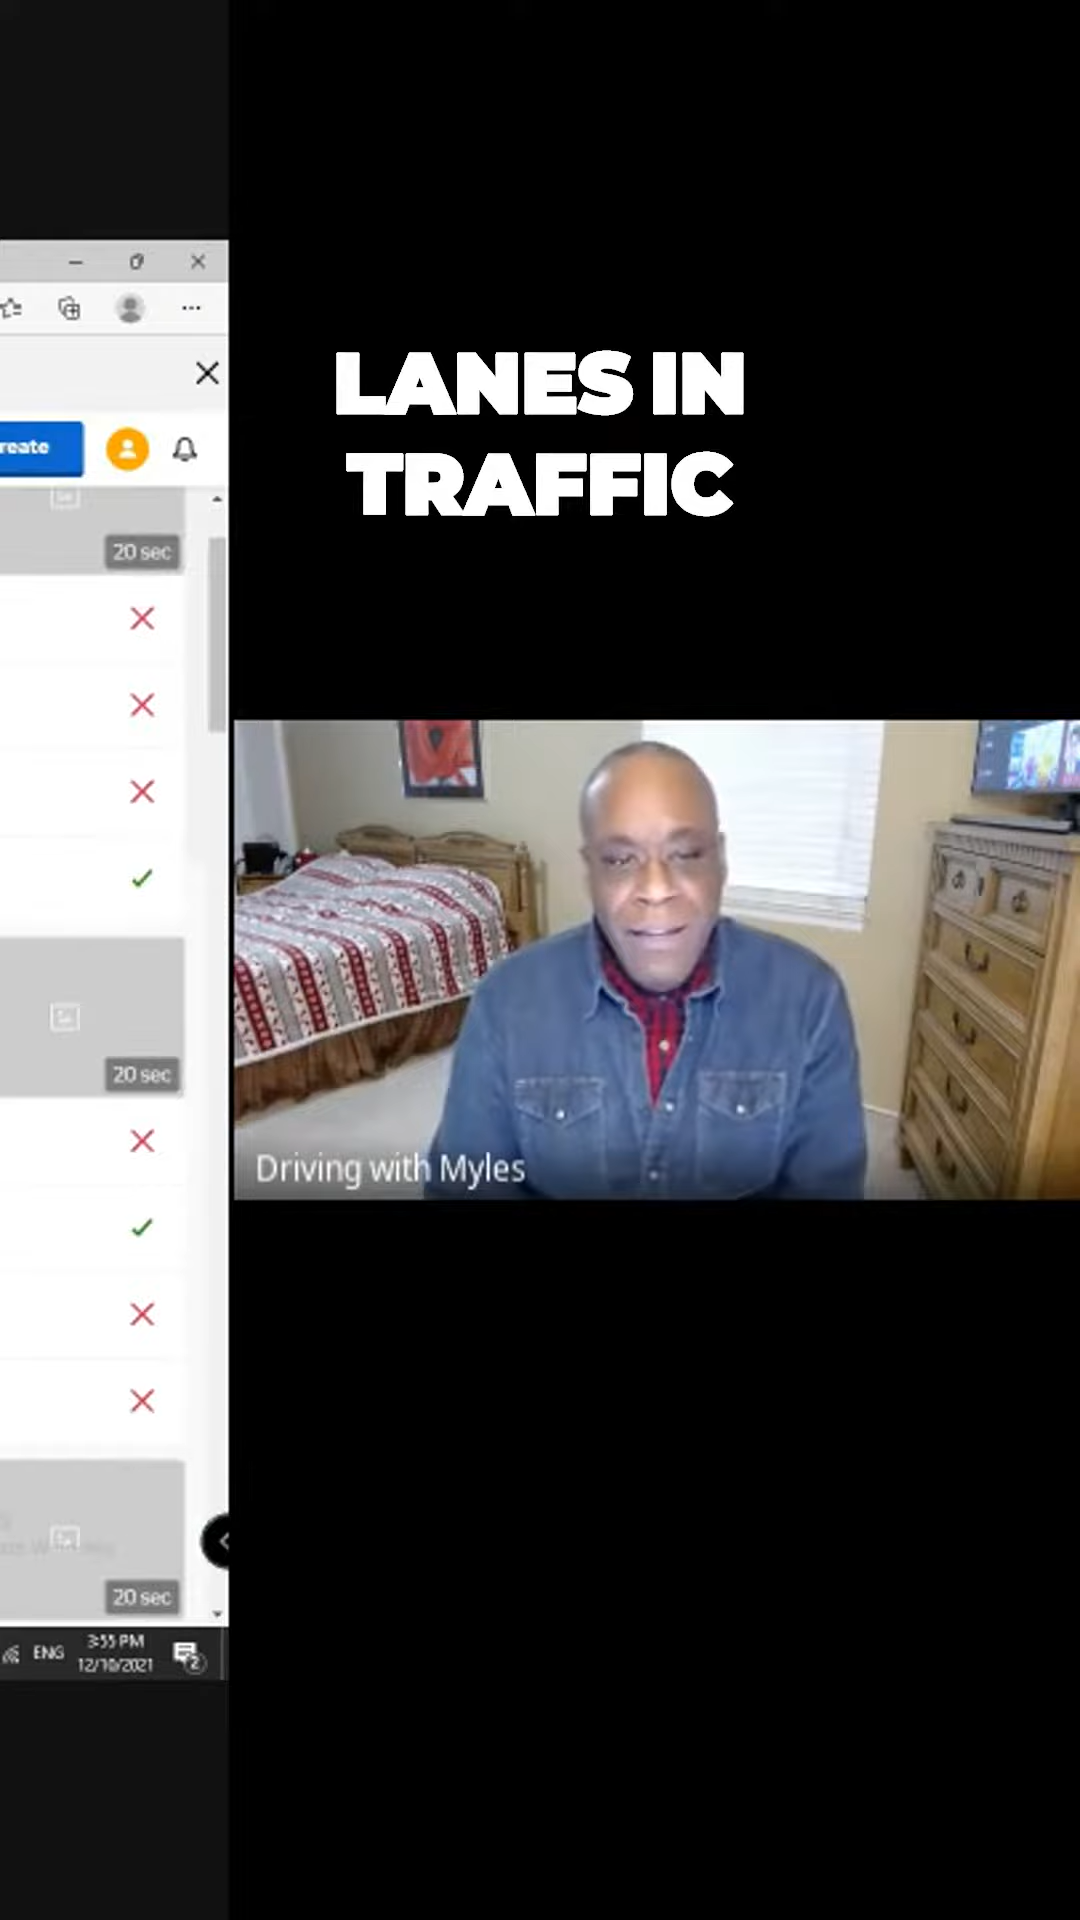 LANES IN
TRAFFIC
reate
20 sec
20 sec
20 sec
Driving with Myles
ENG
3:55 PM
12/10/2021
2